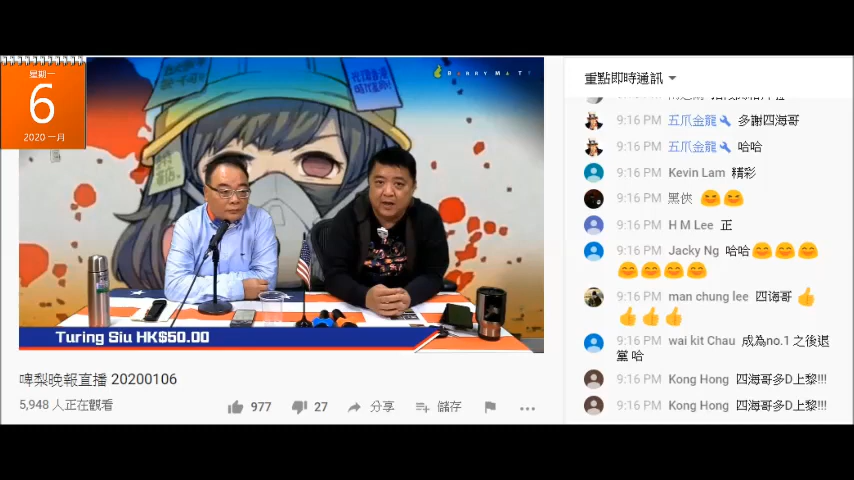 星期一
6
2020 一月
DARRYMATT
Turing Siu HK$50.00
啤梨晚報直播 20200106
5,948 人正在觀看
977
27
分享
儲存
重點即時通訊
9:16 PM 五爪金龍 多謝四海哥
9:16 PM 五爪金龍 哈哈
9:16 PM Kevin Lam 精彩
9:16 PM 黑俠
9:16 PM H M Lee 正
9:16 PM Jacky Ng 哈哈
9:16 PM man chung lee 四海哥
9:16 PM wai kit Chau 成為no.1 之後退
黨 哈
9:16 PM Kong Hong 四海哥多D上黎!!!
9:16 PM Kong Hong 四海哥多D上黎!!!